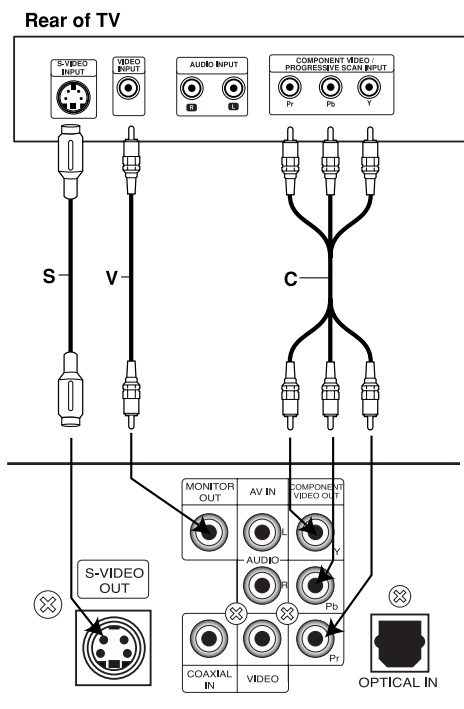 Rear of TV
S-VIDEO
INPUT
VIDEO
INPUT
AUDIO INPUT
R
L
COMPONENT VIDEO /
PROGRESSIVE SCAN INPUT
Pr
Pb
Y
S
V
C
MONITOR
OUT
AV IN
COMPONENT
VIDEO OUT
L
Y
AUDIO
R
Pb
S-VIDEO
OUT
Pr
COAXIAL
IN
VIDEO
OPTICAL IN